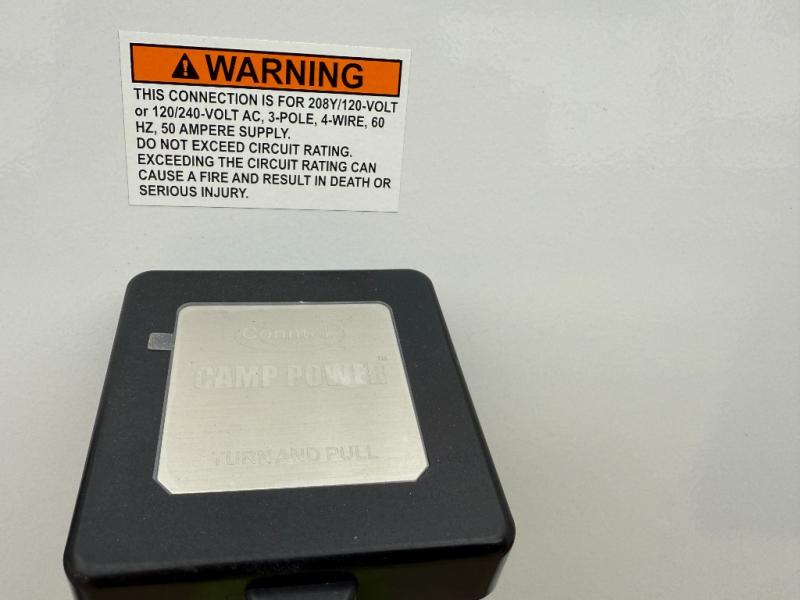 WARNING
THIS CONNECTION IS FOR 208Y/120-VOLT
or 120/240-VOLT AC, 3-POLE, 4-WIRE, 60
HZ, 50 AMPERE SUPPLY.
DO NOT EXCEED CIRCUIT RATING.
EXCEEDING THE CIRCUIT RATING CAN
CAUSE A FIRE AND RESULT IN DEATH OR
SERIOUS INJURY.
Conntek
CAMP POWER™
TURN AND PULL